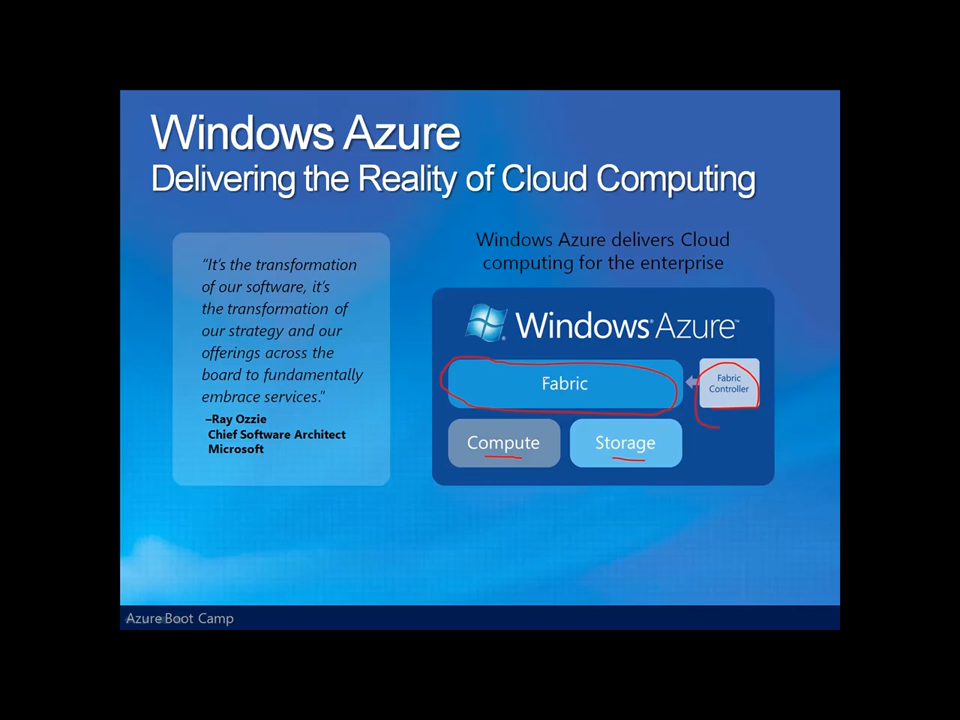 Windows Azure
Delivering the Reality of Cloud Computing
“It’s the transformation
of our software, it’s
the transformation of
our strategy and our
offerings across the
board to fundamentally
embrace services.”
–Ray Ozzie
Chief Software Architect
Microsoft
Windows Azure delivers Cloud
computing for the enterprise
Windows® Azure™
Fabric
Fabric
Controller
Compute
Storage
Azure Boot Camp